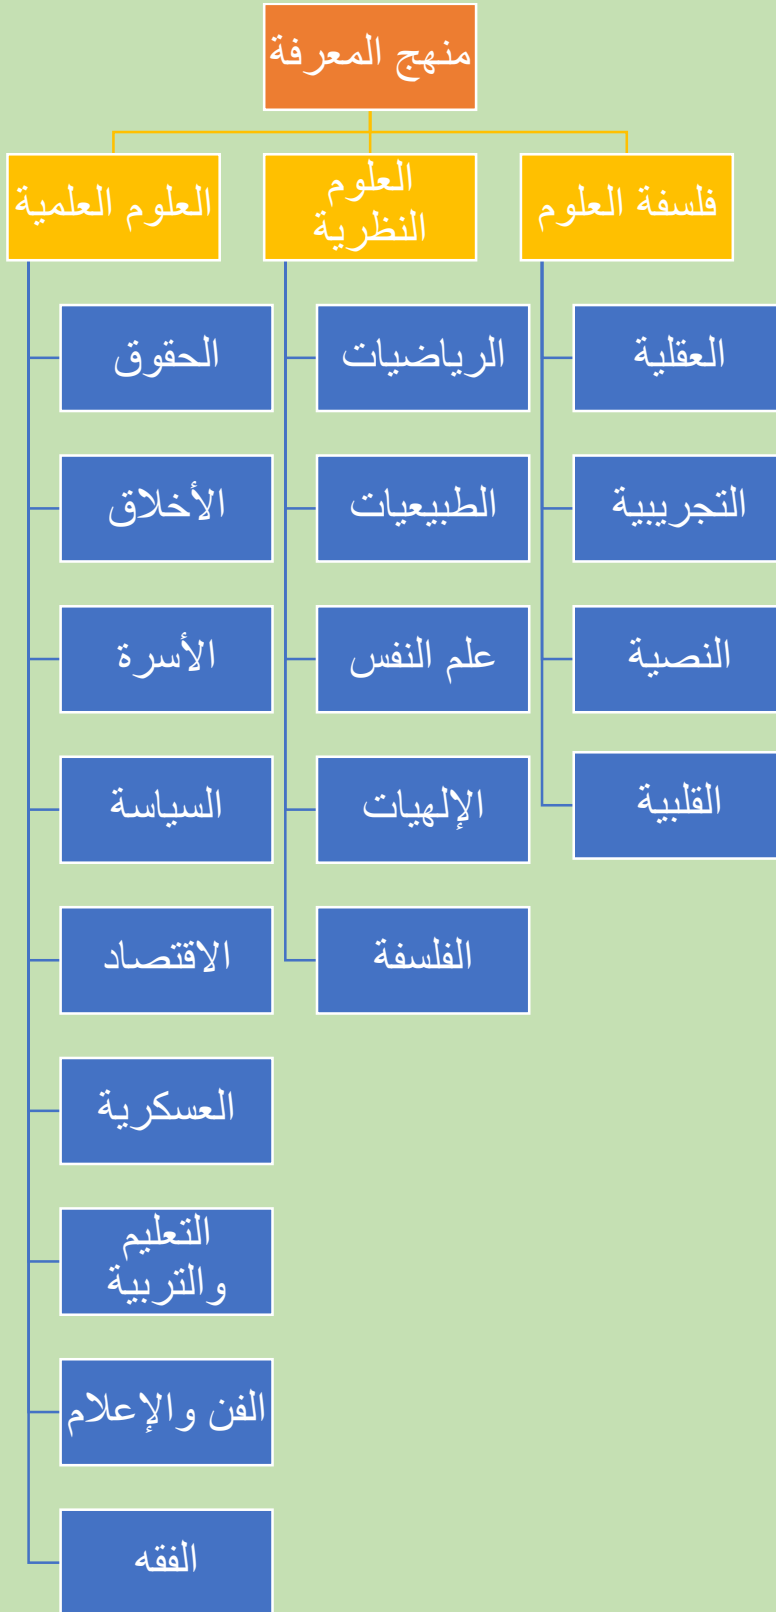 منهج المعرفة
فلسفة العلوم
العقلية
التجريبية
النصية
القلبية
العلوم
النظرية
الرياضيات
الطبيعيات
علم النفس
الإلهيات
الفلسفة
العلوم العلمية
الحقوق
الأخلاق
الأسرة
السياسة
الاقتصاد
العسكرية
التعليم
والتربية
الفن والإعلام
الفقه